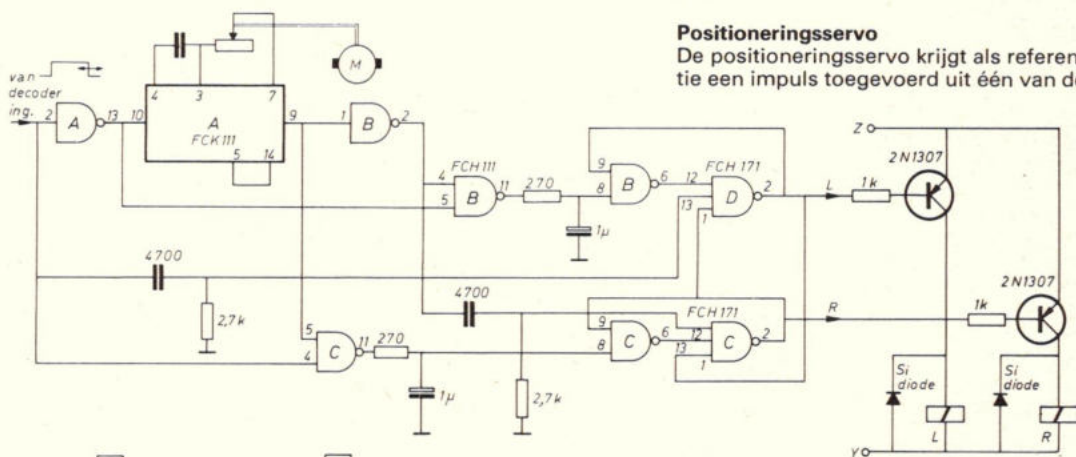 Positioneringsservo
De positioneringsservo krijgt als referen
tie een impuls toegevoerd uit één van de
van
decoder
ing.
2
A
13
10
4
3
7
A
FCK111
5
14
9
M
1
B
2
FCH111
4
5
B
11
270
1µ
9
8
B
6
FCH171
12
13
1
D
2
L
1k
2N1307
Z
4700
2,7k
4700
2,7k
5
4
C
11
270
1µ
9
8
C
6
FCH171
12
13
1
C
2
R
1k
2N1307
Si
diode
L
Si
diode
R
Y